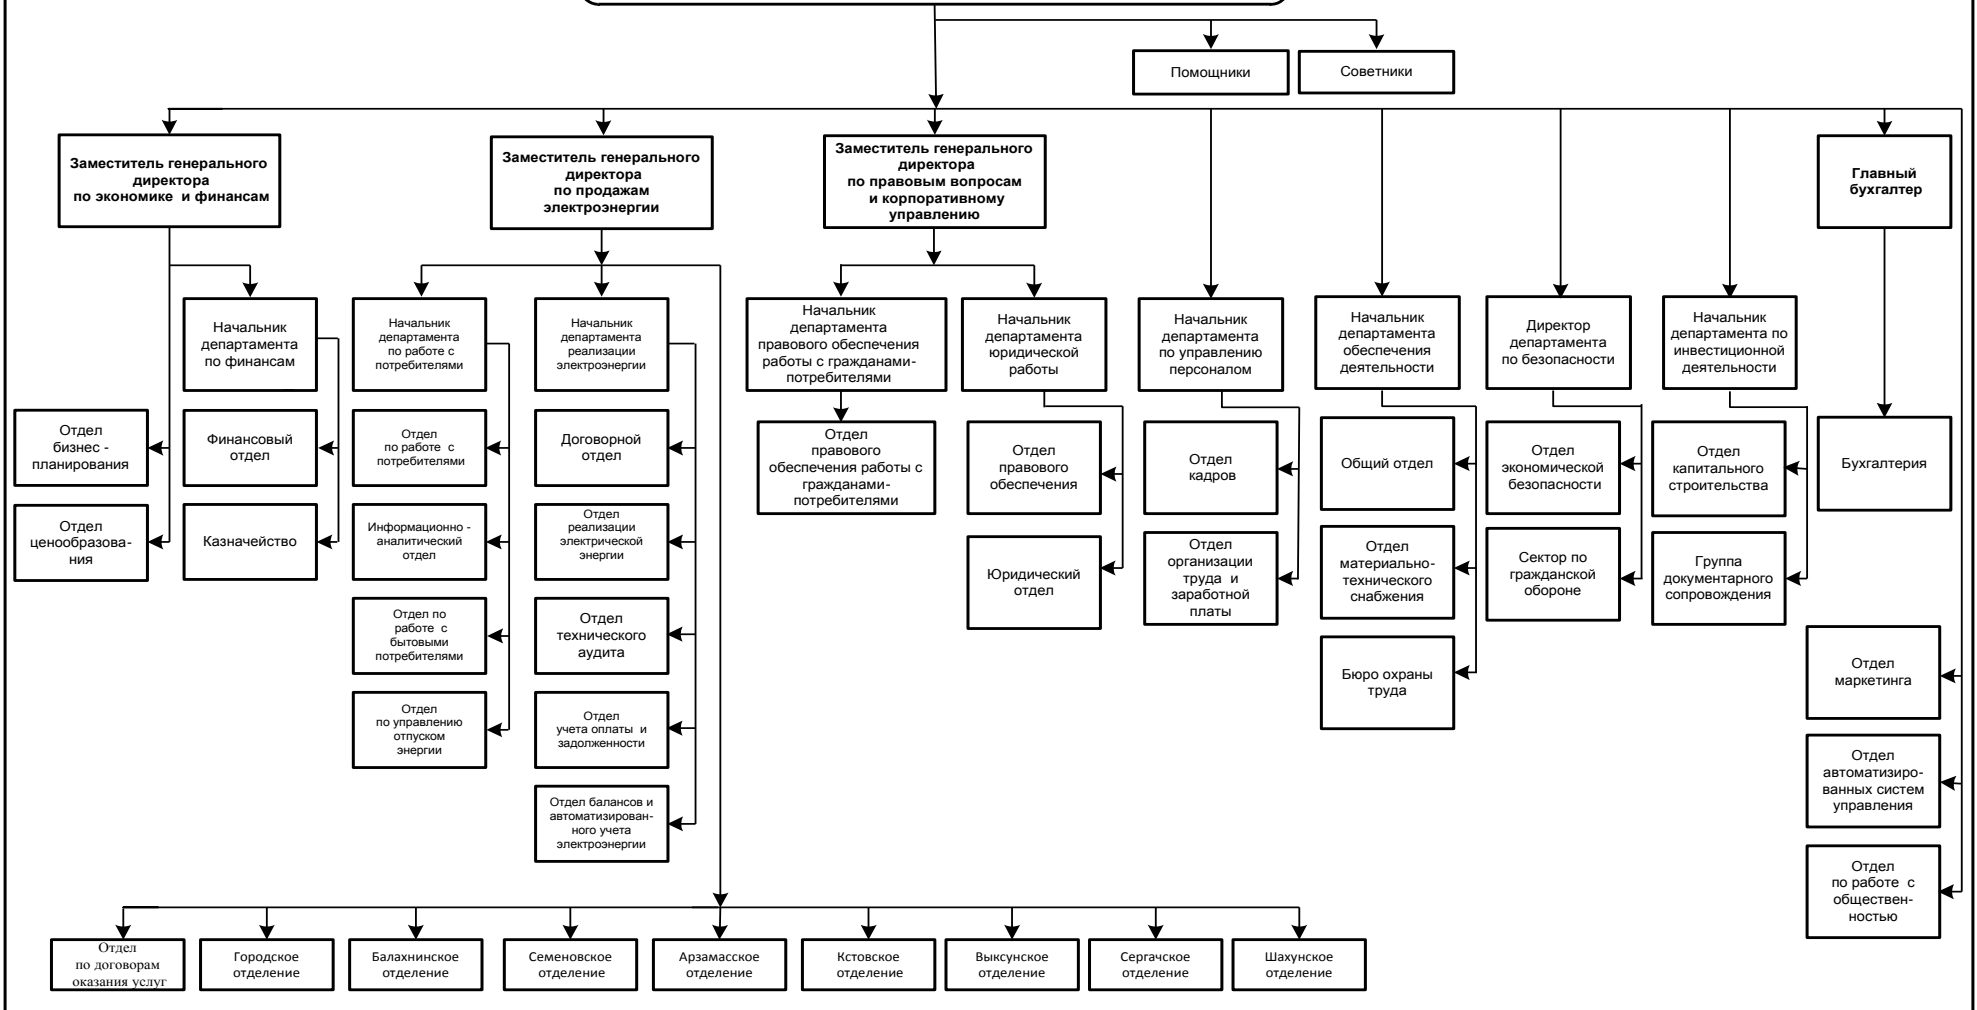 Помощники
Советники
Заместитель генерального
директора
по экономике и финансам
Заместитель генерального
директора
по продажам
электроэнергии
Заместитель генерального
директора
по правовым вопросам
и корпоративному
управлению
Главный
бухгалтер
Начальник
департамента
по финансам
Начальник
департамента
по работе с
потребителями
Начальник
департамента
реализации
электроэнергии
Начальник
департамента
правового обеспечения
работы с гражданами-
потребителями
Начальник
департамента
юридической
работы
Начальник
департамента
по управлению
персоналом
Начальник
департамента
обеспечения
деятельности
Директор
департамента
по безопасности
Начальник
департамента по
инвестиционной
деятельности
Отдел
бизнес -
планирования
Финансовый
отдел
Отдел
по работе с
потребителями
Договорной
отдел
Отдел
правового
обеспечения работы с
гражданами-
потребителями
Отдел
правового
обеспечения
Отдел
кадров
Общий отдел
Отдел
экономической
безопасности
Отдел
капитального
строительства
Бухгалтерия
Отдел
ценообразова-
ния
Казначейство
Информационно -
аналитический
отдел
Отдел
реализации
электрической
энергии
Юридический
отдел
Отдел
организации
труда и
заработной
платы
Отдел
материально-
технического
снабжения
Сектор по
гражданской
обороне
Группа
документарного
сопровождения
Отдел по
работе с
бытовыми
потребителями
Отдел
технического
аудита
Бюро охраны
труда
Отдел
маркетинга
Отдел
по управлению
отпуском
энергии
Отдел
учета оплаты и
задолженности
Отдел
автоматизиро-
ванных систем
управления
Отдел балансов и
автоматизирован-
ного учета
электроэнергии
Отдел
по работе с
обществен-
ностью
Отдел
по договорам
оказания услуг
Городское
отделение
Балахнинское
отделение
Семеновское
отделение
Арзамасское
отделение
Кстовское
отделение
Выксунское
отделение
Сергачское
отделение
Шахунское
отделение